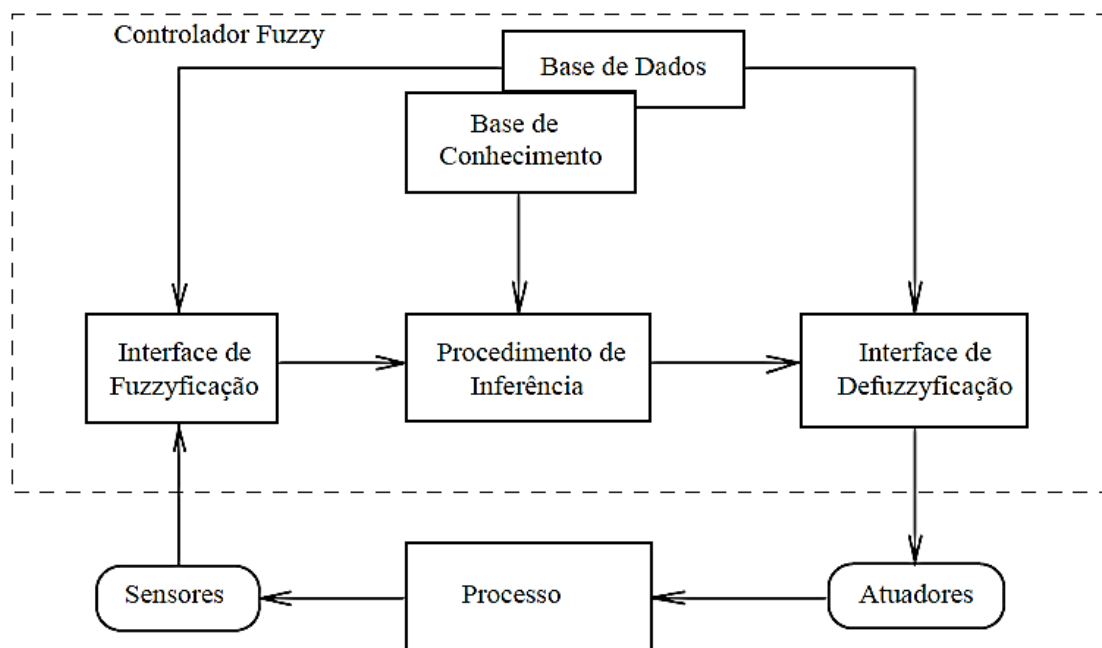 Controlador Fuzzy
Base de Dados
Base de
Conhecimento
Interface de
Fuzzyficação
Procedimento de
Inferência
Interface de
Defuzzyficação
Sensores
Processo
Atuadores